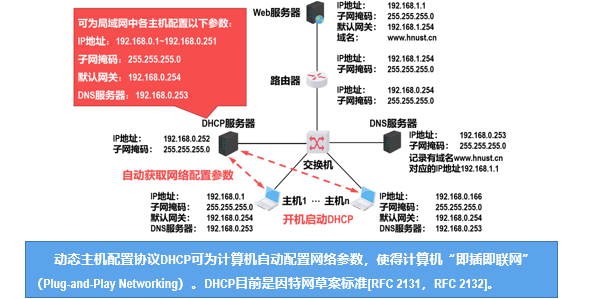 可为局域网中各主机配置以下参数:
IP地址: 192.168.0.1~192.168.0.251
子网掩码: 255.255.255.0
默认网关: 192.168.0.254
DNS服务器: 192.168.0.253
Web服务器
IP地址: 192.168.1.1
子网掩码: 255.255.255.0
默认网关: 192.168.1.254
域名: www.hnust.cn
路由器
IP地址: 192.168.1.254
子网掩码: 255.255.255.0
IP地址: 192.168.0.254
子网掩码: 255.255.255.0
DHCP服务器
IP地址: 192.168.0.252
子网掩码: 255.255.255.0
交换机
DNS服务器
IP地址: 192.168.0.253
子网掩码: 255.255.255.0
记录有域名www.hnust.cn
对应的IP地址192.168.1.1
自动获取网络配置参数
IP地址: 192.168.0.1
子网掩码: 255.255.255.0
默认网关: 192.168.0.254
DNS服务器: 192.168.0.253
主机1 … 主机n
开机启动DHCP
IP地址: 192.168.0.166
子网掩码: 255.255.255.0
默认网关: 192.168.0.254
DNS服务器: 192.168.0.253
动态主机配置协议DHCP可为计算机自动配置网络参数，使得计算机“即插即联网”
（Plug-and-Play Networking）。DHCP目前是因特网草案标准[RFC 2131，RFC 2132]。